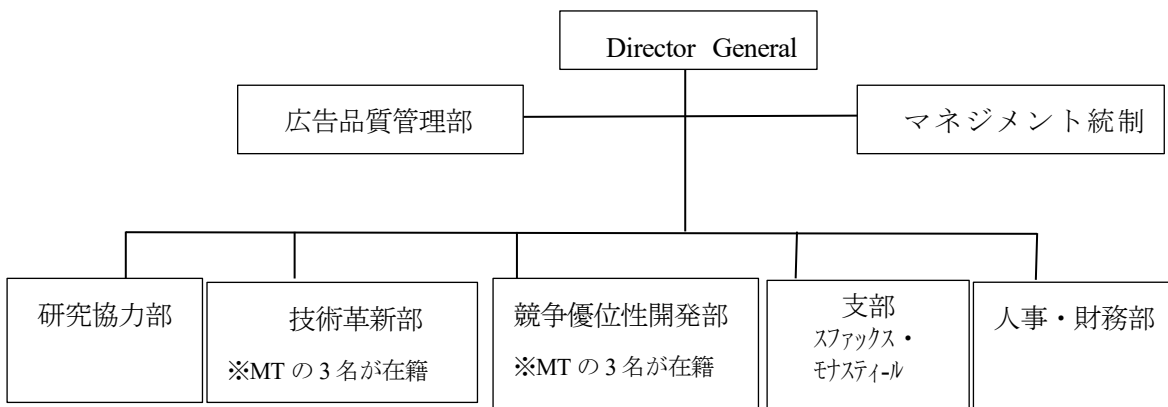 Director General
広告品質管理部
マネジメント統制
研究協力部
技術革新部
※MT の 3 名が在籍
競争優位性開発部
※MT の 3 名が在籍
支部
スファックス・
モナスティール
人事・財務部